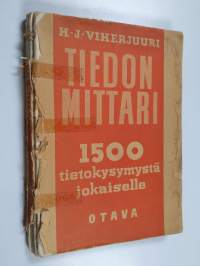 H·J·VIHERJUURI
TIEDON
MITTARI
1500
tietokysymystä
jokaiselle
OTAVA